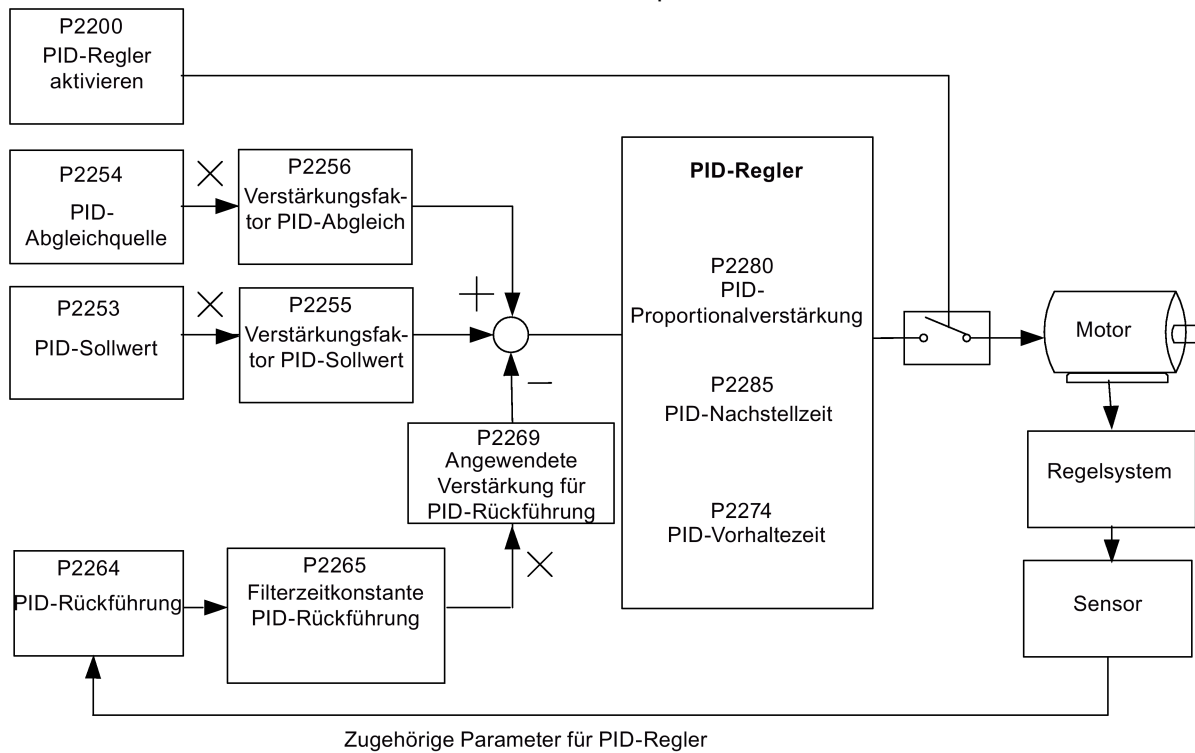 P2200
PID-Regler
aktivieren
P2254
PID-
Abgleichquelle
P2256
Verstärkungsfak-
tor PID-Abgleich
P2253
PID-Sollwert
P2255
Verstärkungsfak-
tor PID-Sollwert
+
−
P2269
Angewendete
Verstärkung für
PID-Rückführung
P2264
PID-Rückführung
P2265
Filterzeitkonstante
PID-Rückführung
PID-Regler
P2280
PID-
Proportionalverstärkung
P2285
PID-Nachstellzeit
P2274
PID-Vorhaltezeit
Motor
Regelsystem
Sensor
Zugehörige Parameter für PID-Regler